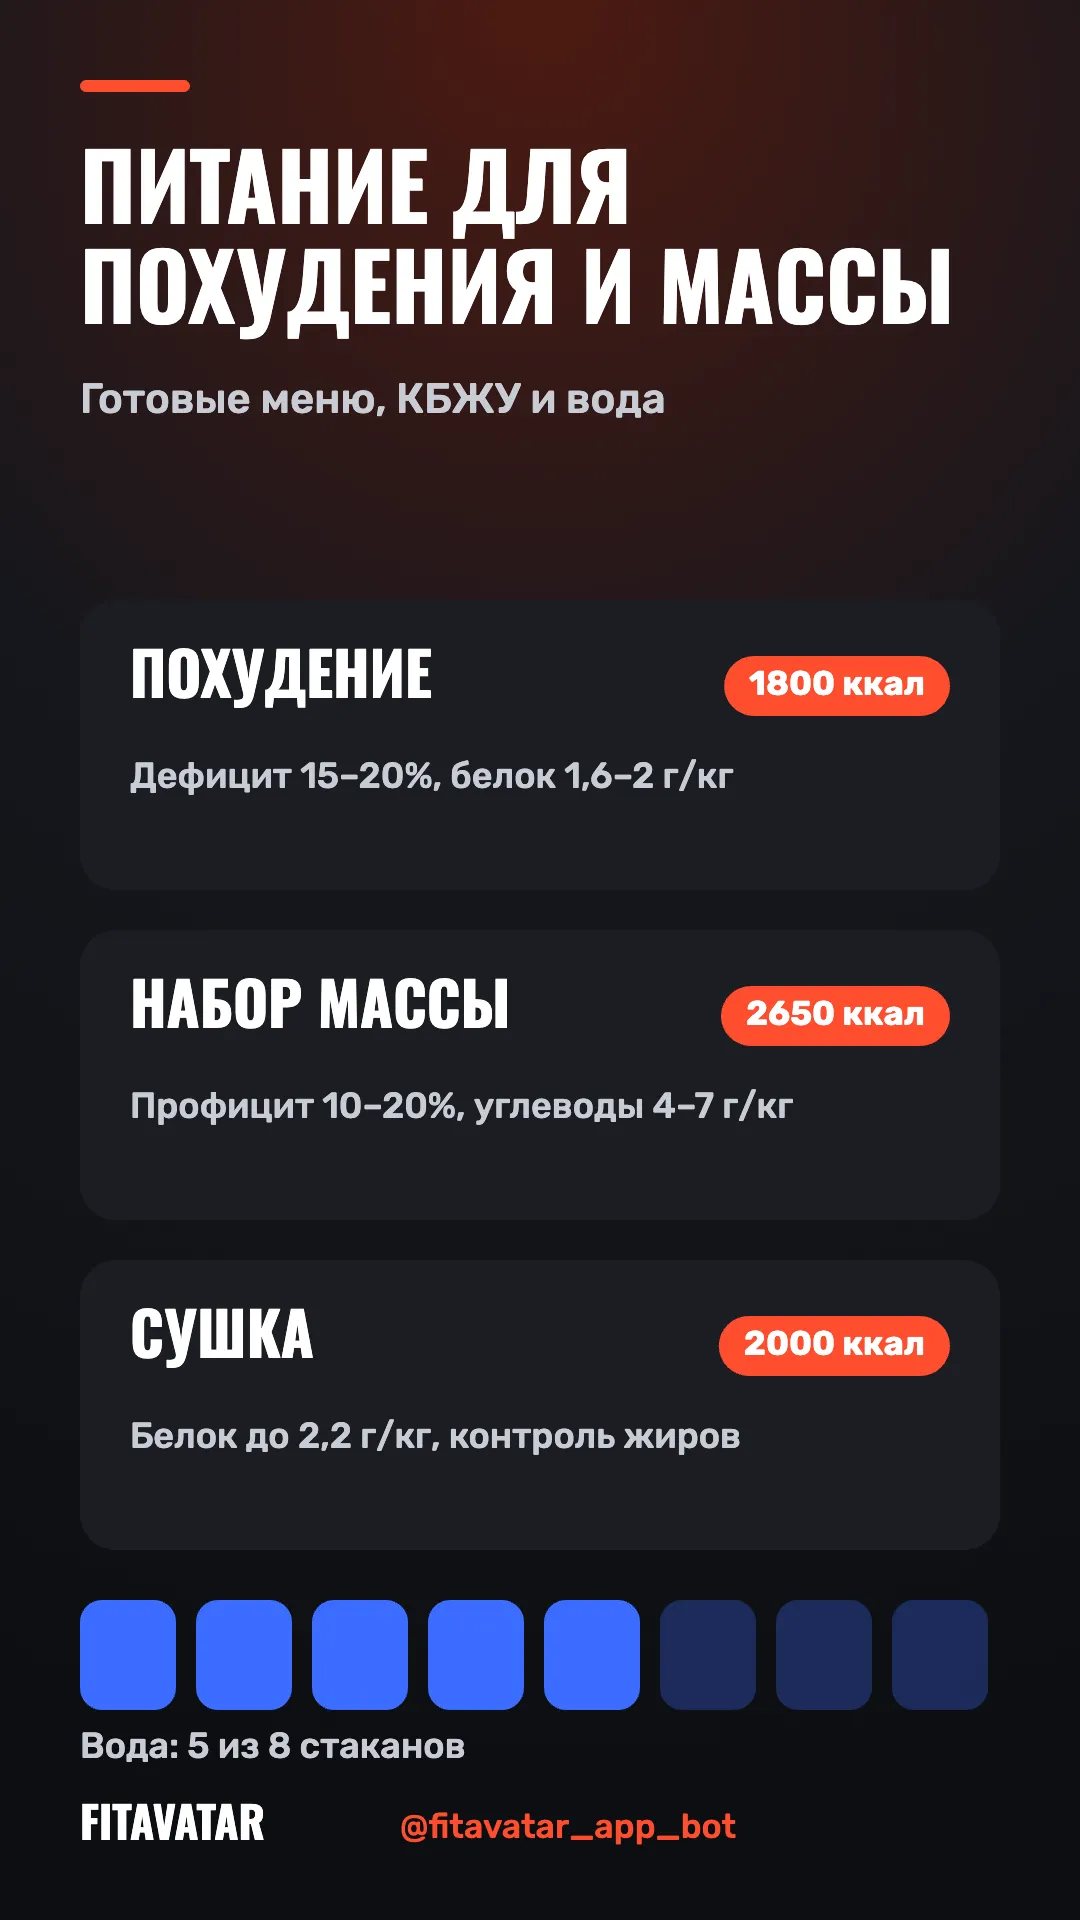 ПИТАНИЕ ДЛЯ
ПОХУДЕНИЯ И МАССЫ
Готовые меню, КБЖУ и вода
ПОХУДЕНИЕ
1800 ккал
Дефицит 15–20%, белок 1,6–2 г/кг
НАБОР МАССЫ
2650 ккал
Профицит 10–20%, углеводы 4–7 г/кг
СУШКА
2000 ккал
Белок до 2,2 г/кг, контроль жиров
Вода: 5 из 8 стаканов
FITAVATAR
@fitavatar_app_bot